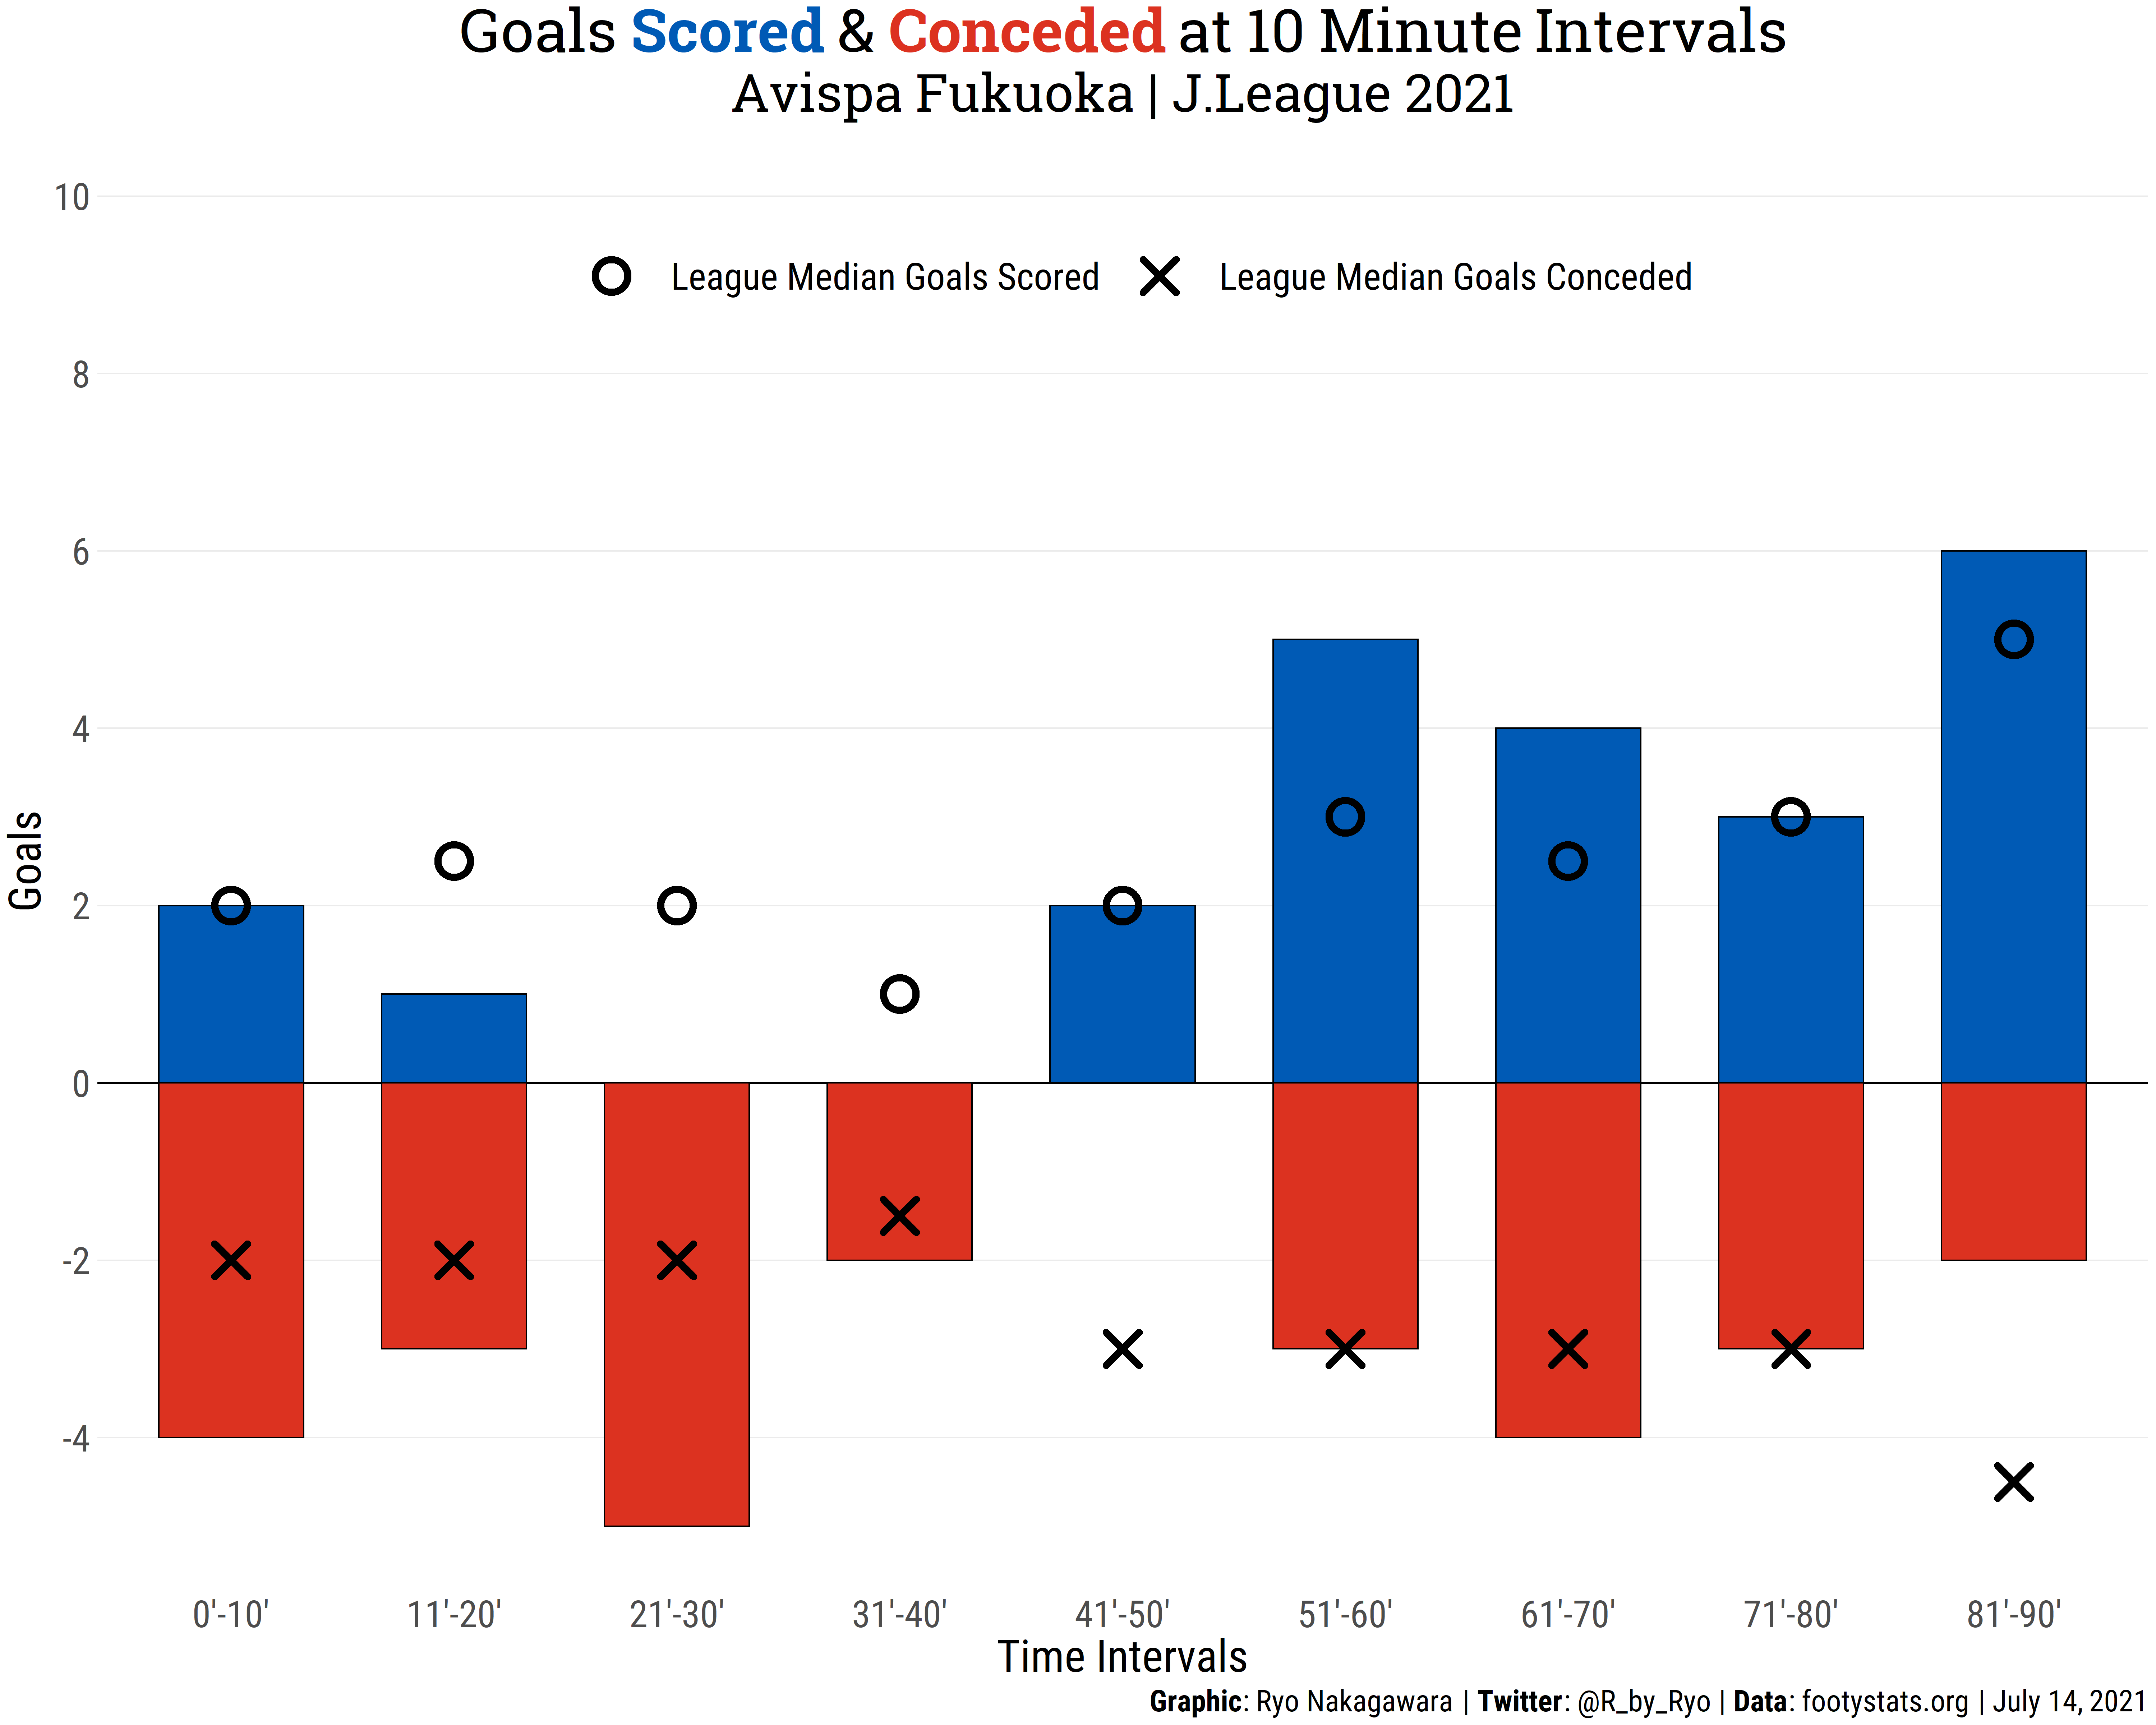 Goals Scored & Conceded at 10 Minute Intervals
Avispa Fukuoka | J.League 2021
10
League Median Goals Scored
League Median Goals Conceded
8
6
4
2
0
-2
-4
Goals
0'-10'
11'-20'
21'-30'
31'-40'
41'-50'
51'-60'
61'-70'
71'-80'
81'-90'
Time Intervals
Graphic: Ryo Nakagawara | Twitter: @R_by_Ryo | Data: footystats.org | July 14, 2021